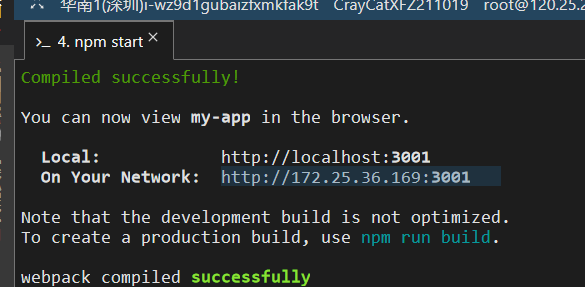 华南1(深圳)i-wz9d1gubaizfxmkfak9t CrayCatXFZ211019 root@120.25.2
4. npm start
Compiled successfully!
You can now view my-app in the browser.
Local: http://localhost:3001
On Your Network: http://172.25.36.169:3001
Note that the development build is not optimized.
To create a production build, use npm run build.
webpack compiled successfully